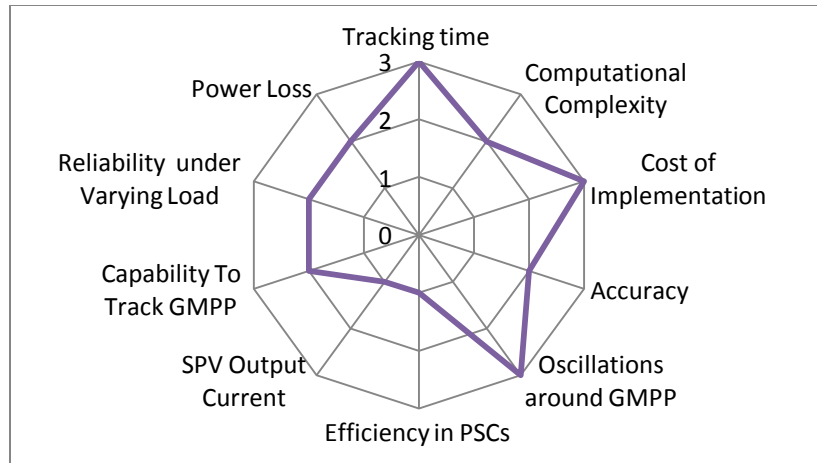 Tracking time
3
Computational
Complexity
Power Loss
2
Reliability under
Varying Load
Cost of
Implementation
1
0
Capability To
Track GMPP
Accuracy
SPV Output
Current
Oscillations
around GMPP
Efficiency in PSCs